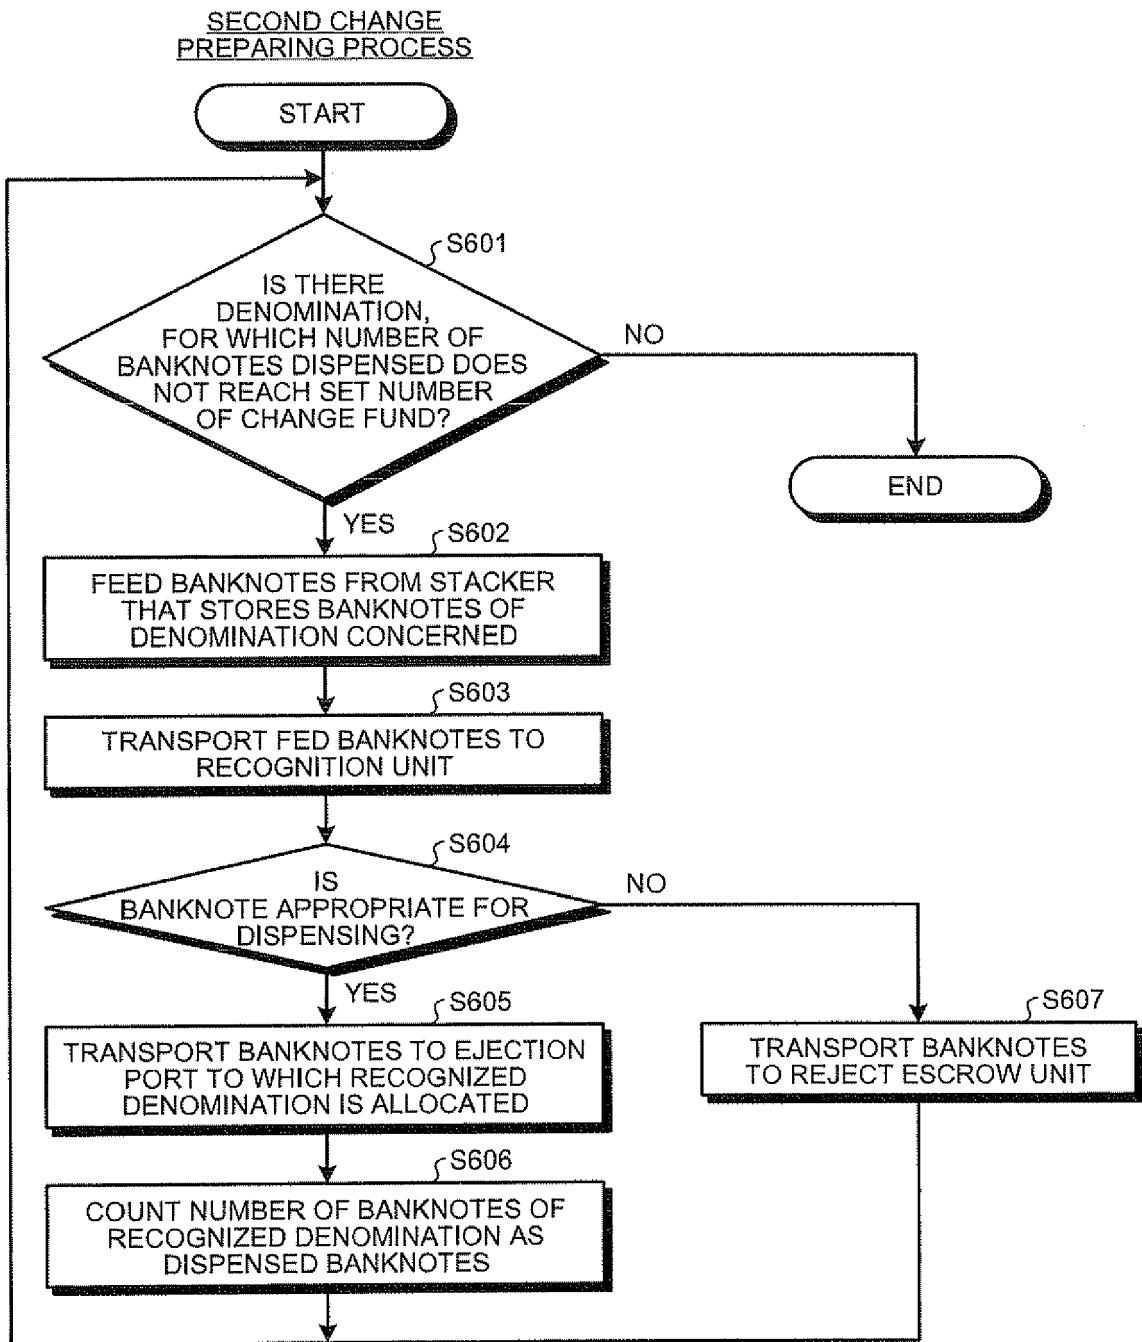 SECOND CHANGE
PREPARING PROCESS
START
S601
IS THERE
DENOMINATION,
FOR WHICH NUMBER OF
BANKNOTES DISPENSED DOES
NOT REACH SET NUMBER
OF CHANGE FUND?
NO
END
YES
S602
FEED BANKNOTES FROM STACKER
THAT STORES BANKNOTES OF
DENOMINATION CONCERNED
S603
TRANSPORT FED BANKNOTES TO
RECOGNITION UNIT
S604
IS
BANKNOTE APPROPRIATE FOR
DISPENSING?
NO
YES
S605
TRANSPORT BANKNOTES TO EJECTION
PORT TO WHICH RECOGNIZED
DENOMINATION IS ALLOCATED
S607
TRANSPORT BANKNOTES
TO REJECT ESCROW UNIT
S606
COUNT NUMBER OF BANKNOTES OF
RECOGNIZED DENOMINATION AS
DISPENSED BANKNOTES